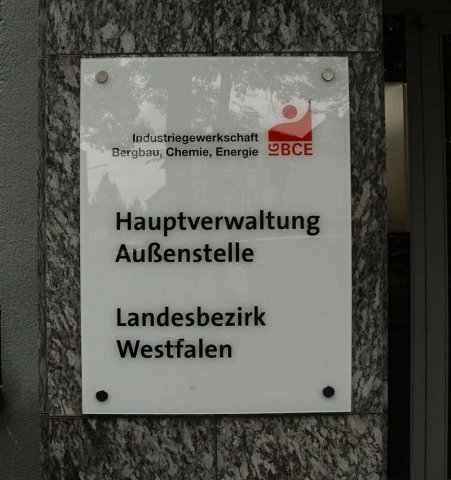 Industriegewerkschaft
Bergbau, Chemie, Energie
IG BCE
Hauptverwaltung
Außenstelle
Landesbezirk
Westfalen